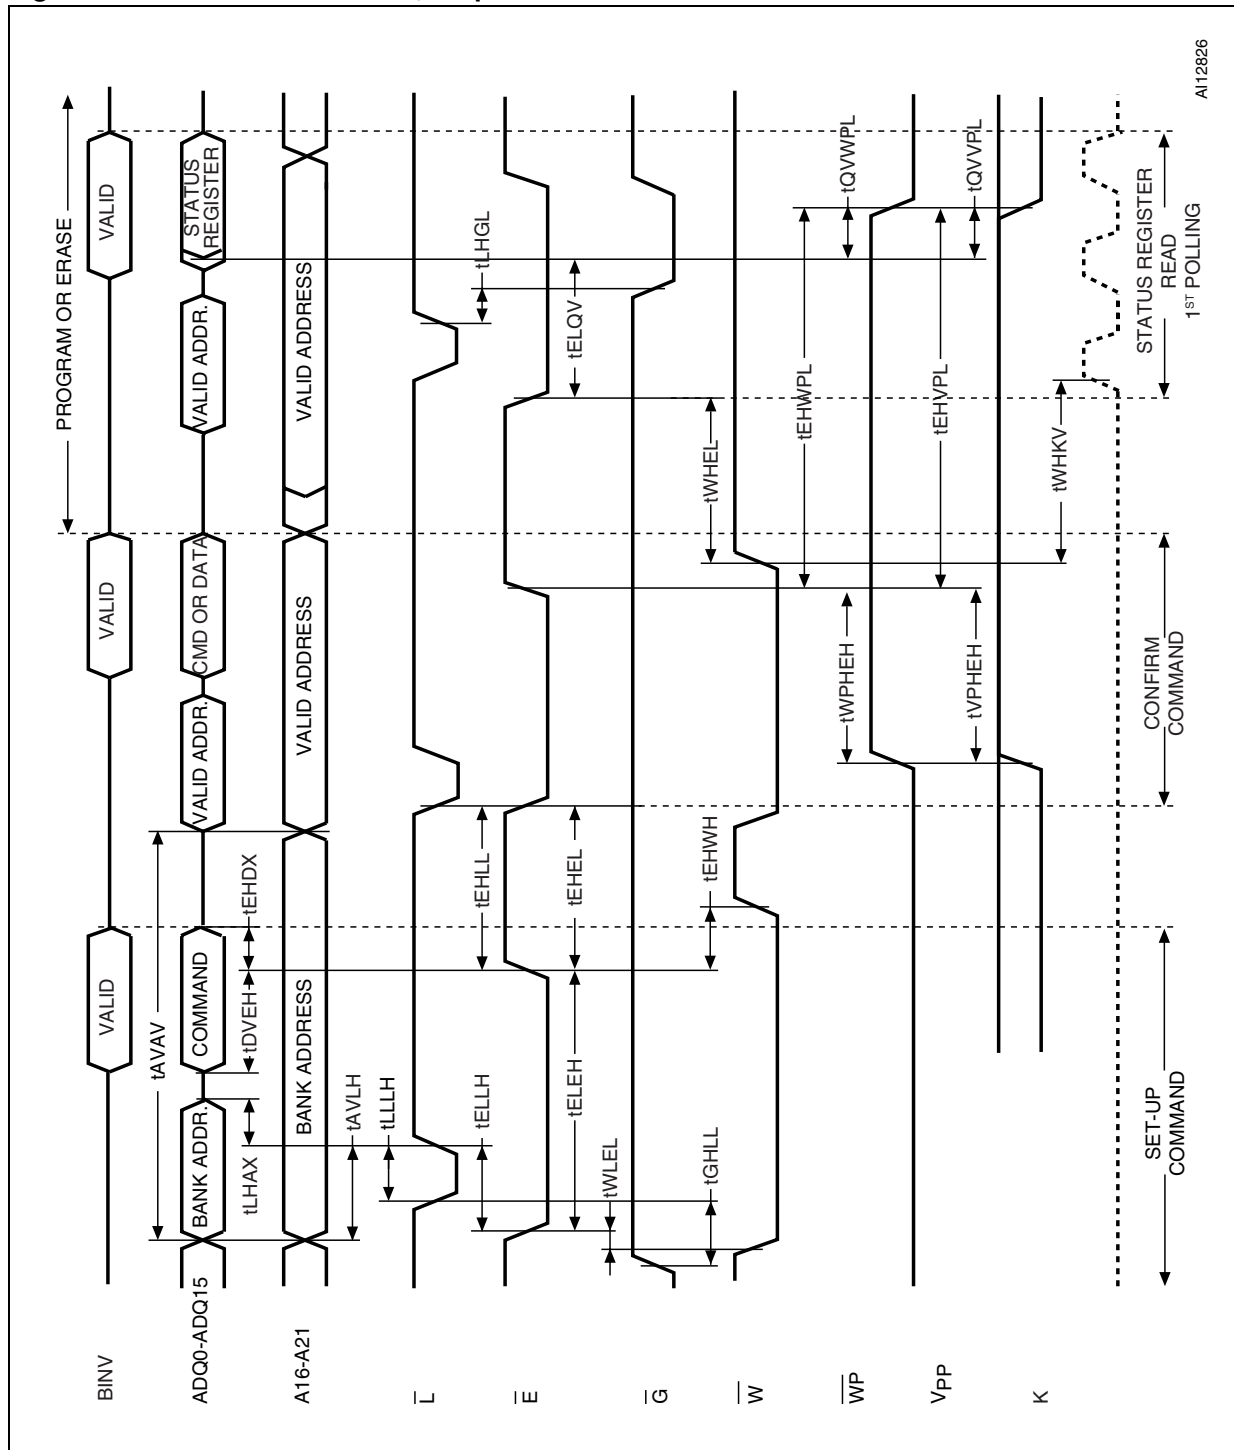 PROGRAM OR ERASE
BINV
VALID
VALID
VALID
tAVAV
ADQ0-ADQ15
BANK ADDR.
COMMAND
VALID ADDR.
CMD OR DATA
VALID ADDR.
STATUS
REGISTER
tLHAX
tDVEH
tEHDX
A16-A21
BANK ADDRESS
VALID ADDRESS
VALID ADDRESS
tAVLH
tLLLH
L
tELLH
tEHLL
tLHGL
E
tELEH
tEHEL
tELQV
tWLEL
G
tGHLL
tEHWH
tWHEL
W
tEHWPL
tWPHEH
tQVWPL
WP
tEHVPL
VPP
tVPHEH
tQVVPL
K
tWHKV
SET-UP
COMMAND
CONFIRM
COMMAND
STATUS REGISTER
READ
1ST POLLING
AI12826